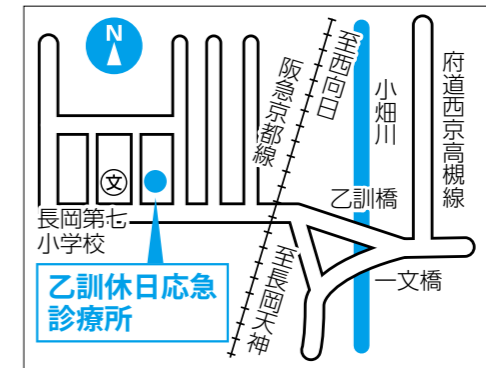 N
至西向日
阪急京都線
小畑川
府道西京高槻線
文
乙訓橋
長岡第七
小学校
一文橋
至長岡天神
乙訓休日応急
診療所